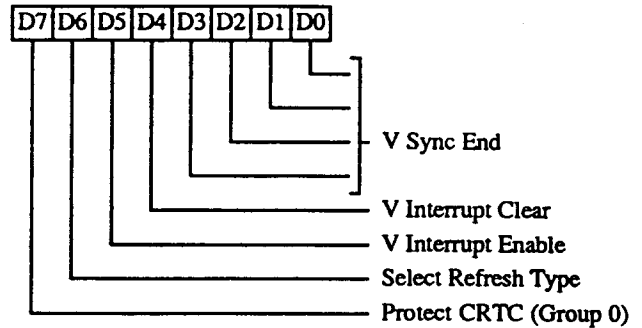 D7 D6 D5 D4 D3 D2 D1 D0
V Sync End
V Interrupt Clear
V Interrupt Enable
Select Refresh Type
Protect CRTC (Group 0)